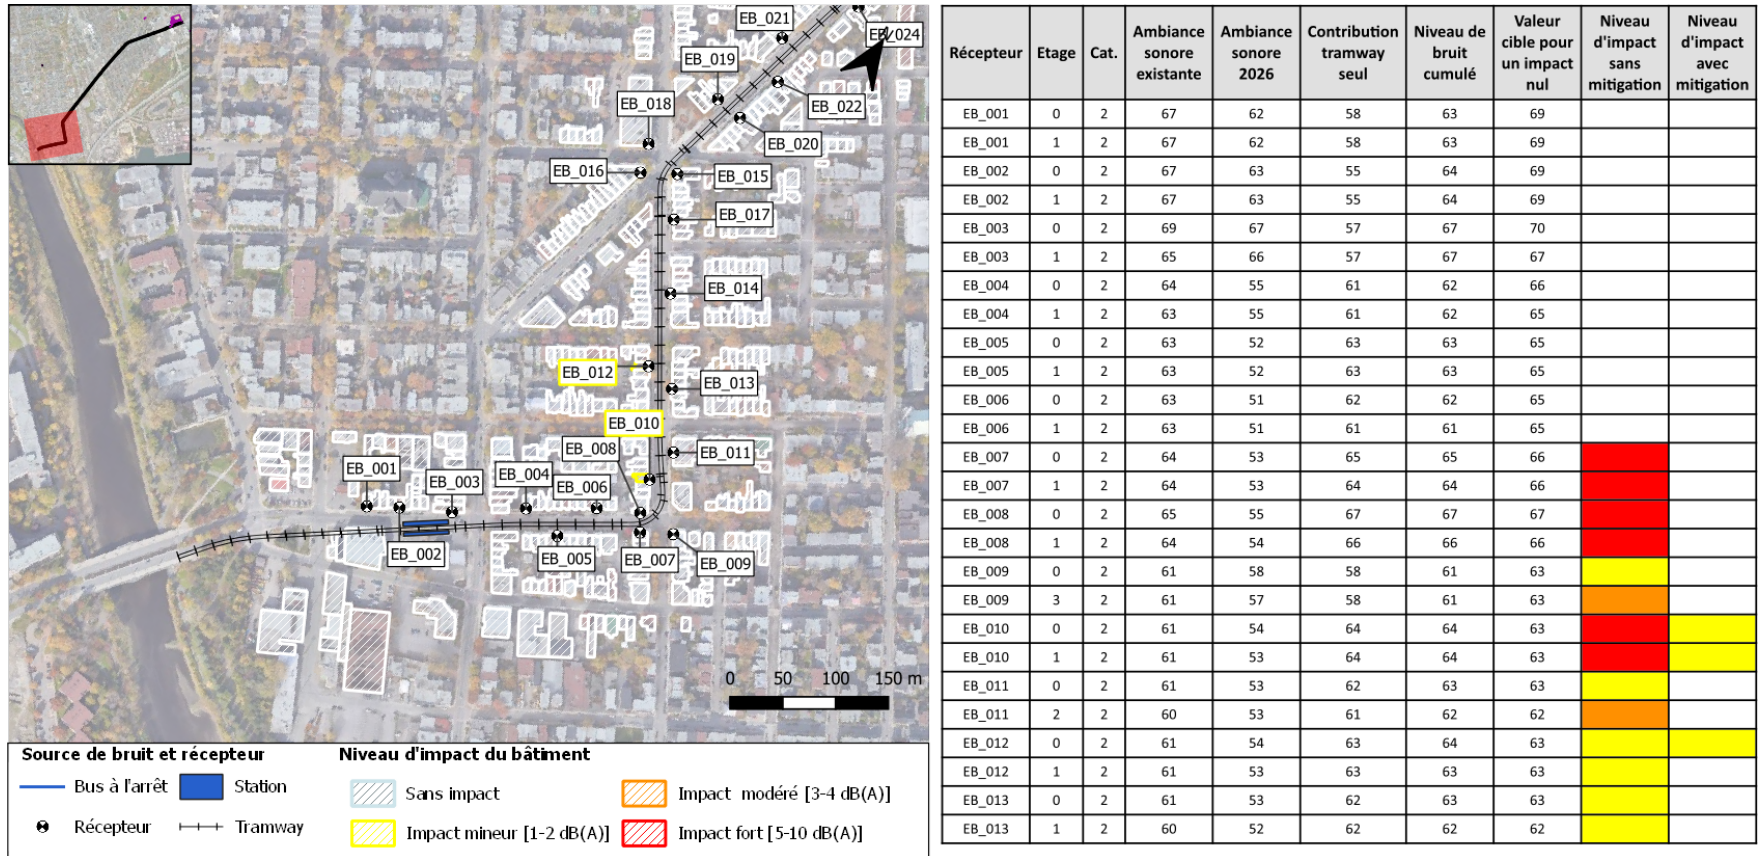 EB_021
EB_024
EB_019
EB_022
EB_018
EB_020
EB_016
EB_015
EB_017
EB_014
EB_012
EB_013
EB_010
EB_008
EB_011
EB_001
EB_003
EB_004
EB_006
EB_002
EB_005
EB_007
EB_009
0 50 100 150 m
Source de bruit et récepteur
Bus à l'arrêt
Station
Récepteur
Tramway
Niveau d'impact du bâtiment
Sans impact
Impact modéré [3-4 dB(A)]
Impact mineur [1-2 dB(A)]
Impact fort [5-10 dB(A)]
Récepteur Etage Cat. Ambiance sonore existante Ambiance sonore 2026 Contribution tramway seul Niveau de bruit cumulé Valeur cible pour un impact nul Niveau d'impact sans mitigation Niveau d'impact avec mitigation
EB_001 0 2 67 62 58 63 69
EB_001 1 2 67 62 58 63 69
EB_002 0 2 67 63 55 64 69
EB_002 1 2 67 63 55 64 69
EB_003 0 2 69 67 57 67 70
EB_003 1 2 65 66 57 67 67
EB_004 0 2 64 55 61 62 66
EB_004 1 2 63 55 61 62 65
EB_005 0 2 63 52 63 63 65
EB_005 1 2 63 52 63 63 65
EB_006 0 2 63 51 62 62 65
EB_006 1 2 63 51 61 61 65
EB_007 0 2 64 53 65 65 66
EB_007 1 2 64 53 64 64 66
EB_008 0 2 65 55 67 67 67
EB_008 1 2 64 54 66 66 66
EB_009 0 2 61 58 58 61 63
EB_009 3 2 61 57 58 61 63
EB_010 0 2 61 54 64 64 63
EB_010 1 2 61 53 64 64 63
EB_011 0 2 61 53 62 63 63
EB_011 2 2 60 53 61 62 62
EB_012 0 2 61 54 63 64 63
EB_012 1 2 61 53 63 63 63
EB_013 0 2 61 53 62 63 63
EB_013 1 2 60 52 62 62 62